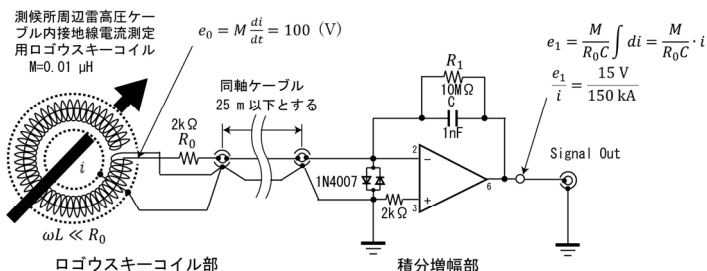 測候所周辺雷高圧ケー
ブル内接地線電流測定
用ロゴウスキーコイル
M=0.01 μH
e₀ = M di/dt = 100 (V)
e₁ = M/R₀C ∫ di = M/R₀C · i
e₁/i = 15 V/150 kA
同軸ケーブル
25 m 以下とする
2kΩ
R₀
R₁
10MΩ
C
1nF
1N4007
2
−
+
3
6
2kΩ
Signal Out
i
ωL ≪ R₀
ロゴウスキーコイル部
積分増幅部